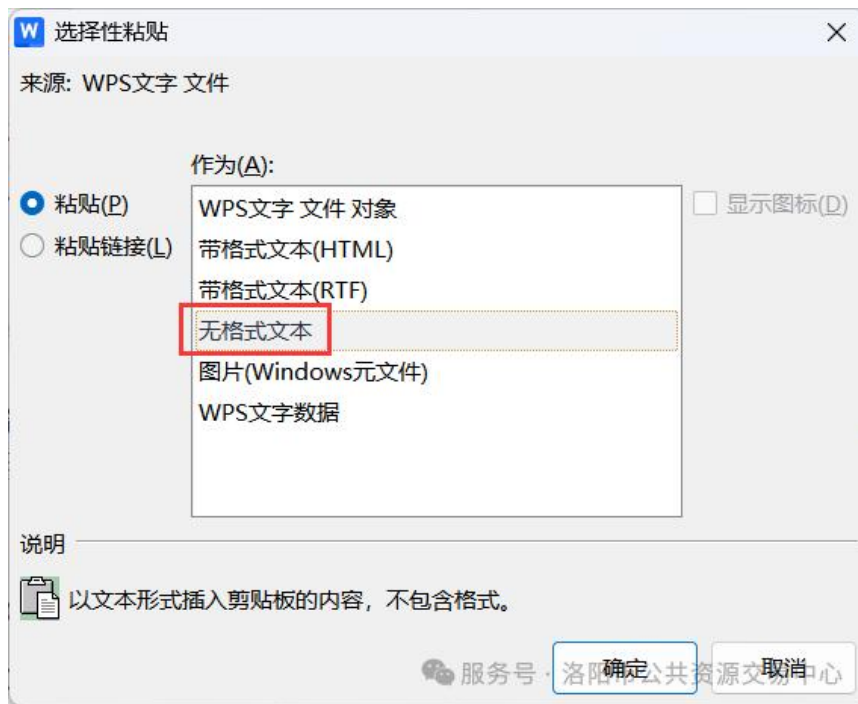 W 选择性粘贴
来源: WPS文字 文件
作为(A):
粘贴(P)
粘贴链接(L)
WPS文字 文件 对象
带格式文本(HTML)
带格式文本(RTF)
无格式文本
图片(Windows元文件)
WPS文字数据
显示图标(D)
说明
以文本形式插入剪贴板的内容，不包含格式。
确定
取消
服务号 · 洛阳市公共资源交易中心